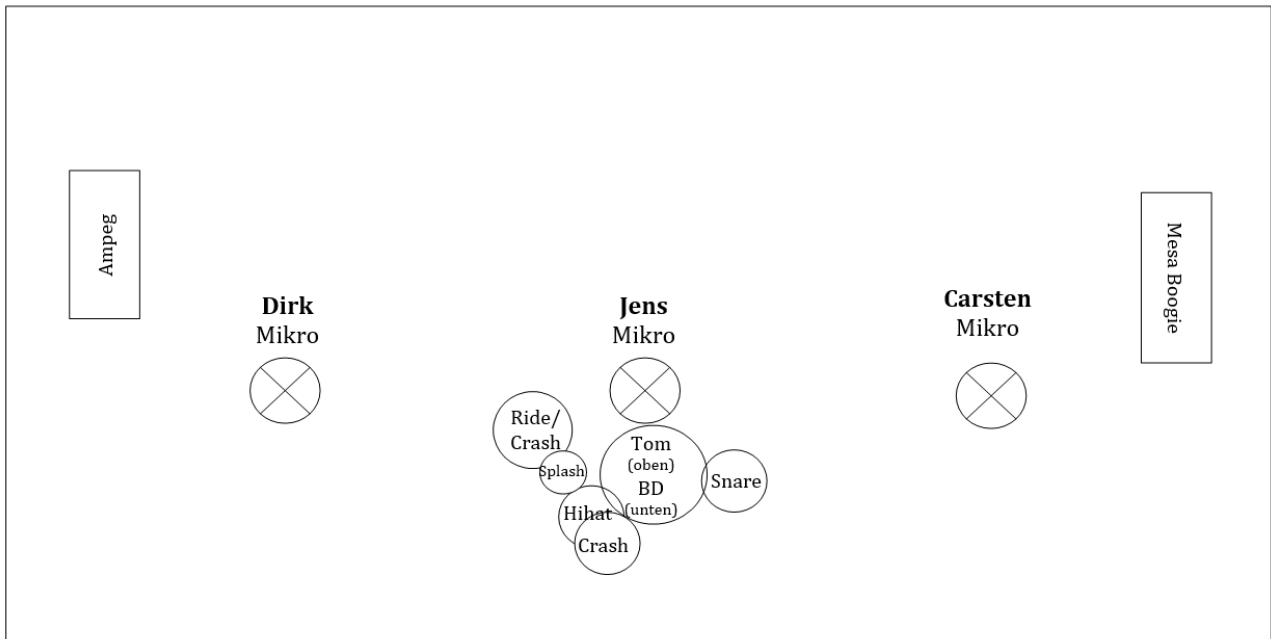 Ampeg
Mesa Boogie
Dirk
Mikro
Jens
Mikro
Carsten
Mikro
Ride/
Crash
Splash
Hihat
Crash
Tom
(oben)
BD
(unten)
Snare